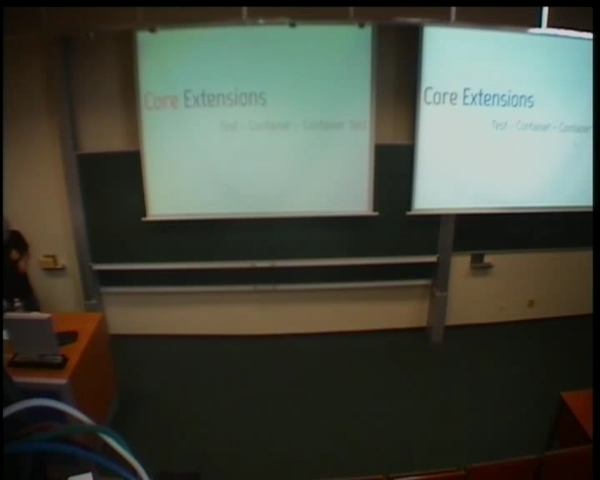 Core Extensions
Test - Container - Container Test
Core Extensions
Test - Container - Container